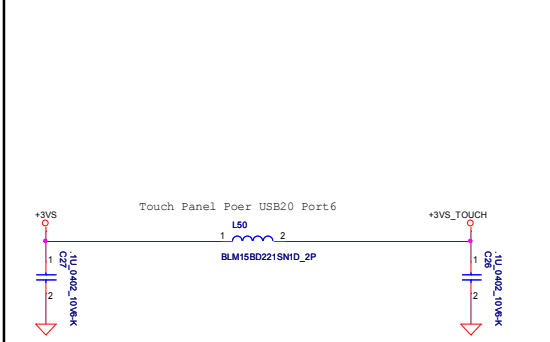 Touch Panel Poer USB20 Port6
+3VS
+3VS_TOUCH
L50
1
2
BLM15BD221SN1D_2P
1
2
C27
.1U_0402_10V6-K
1
2
C26
.1U_0402_10V6-K